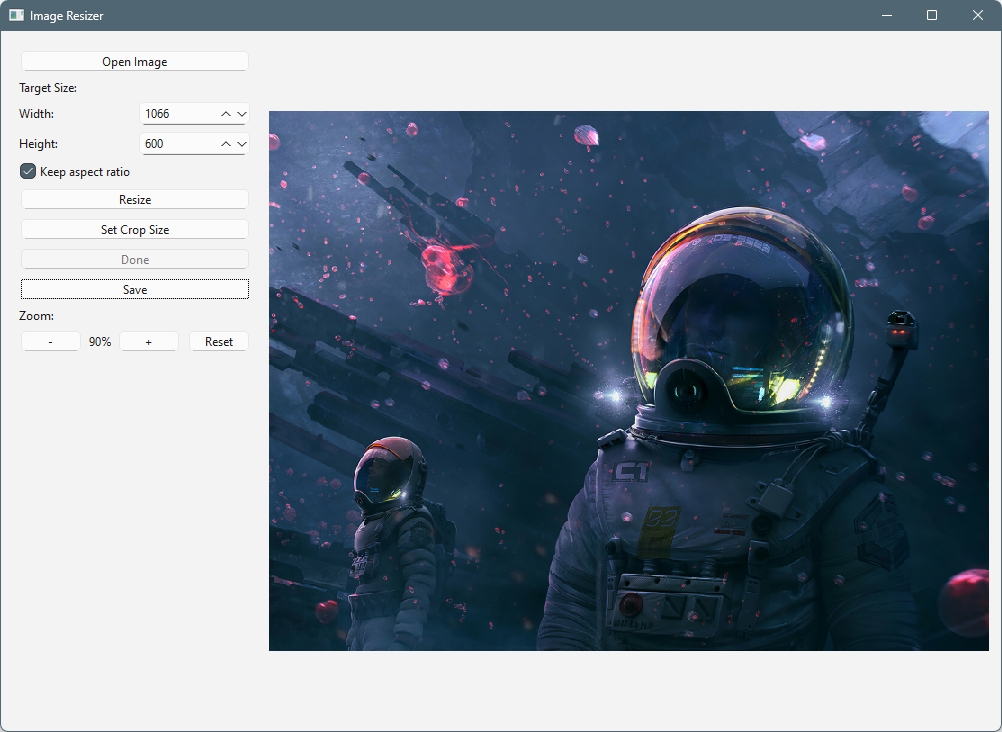 Image Resizer
Open Image
Target Size:
Width: 1066
Height: 600
Keep aspect ratio
Resize
Set Crop Size
Done
Save
Zoom:
- 90% + Reset
CT